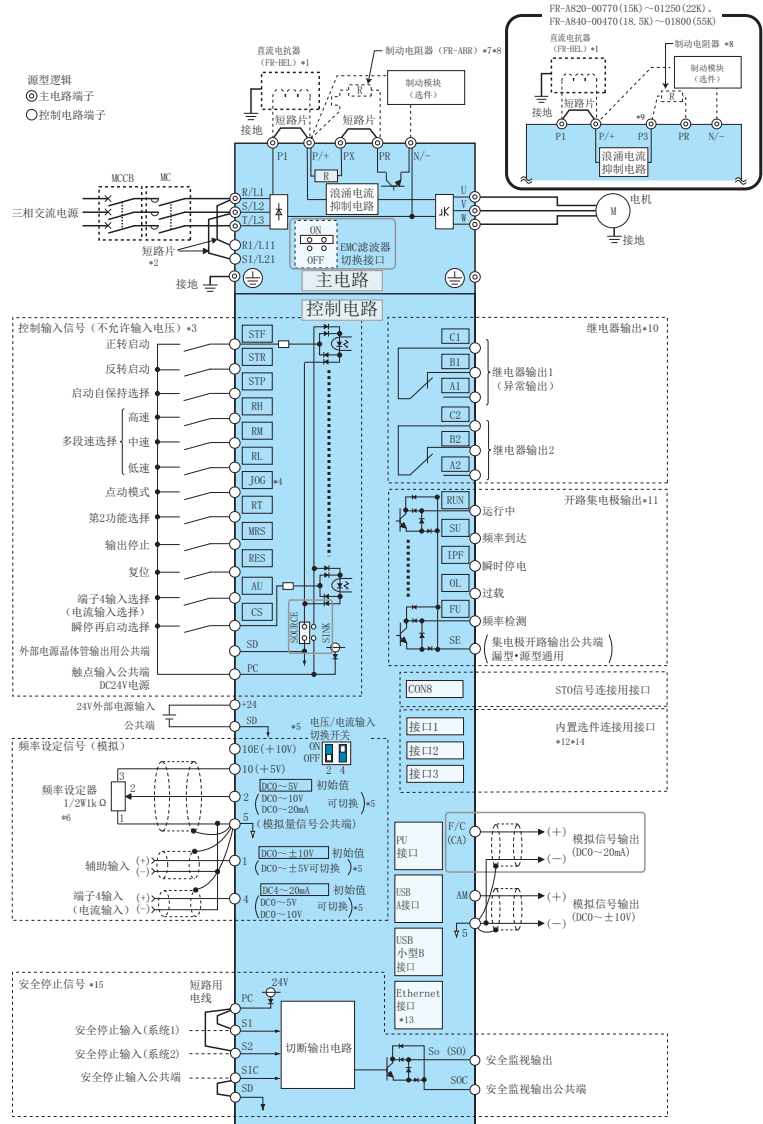 FR-A820-00770(15K)～01250(22K)、
FR-A840-00470(18.5K)～01800(55K)
直流电抗器
(FR-HEL) *1
制动电阻器 *8
制动模块
(选件)
R
接地
短路片
*9
P1
P/+
P3
PR
N/-
浪涌电流
抑制电路
源型逻辑
主电路端子
控制电路端子
直流电抗器
(FR-HEL) *1
制动电阻器 (FR-ABR) *7*8
制动模块
(选件)
R
接地
短路片
短路片
P1
P/+
PX
PR
N/-
R
浪涌电流
抑制电路
MCCB
MC
三相交流电源
R/L1
S/L2
T/L3
R1/L11
S1/L21
短路片
*2
接地
U
V
W
电机
M
接地
ON
OFF
EMC滤波器
切换接口
主电路
控制电路
控制输入信号（不允许输入电压）*3
正转启动
STF
反转启动
STR
启动自保持选择
STP
多段速选择
高速
RH
中速
RM
低速
RL
点动模式
JOG
*4
第2功能选择
RT
输出停止
MRS
复位
RES
端子4输入选择
(电流输入选择)
AU
瞬停再启动选择
CS
SOURCE
SINK
外部电源晶体管输出用公共端
SD
触点输入公共端
DC24V电源
PC
24V外部电源输入
+24
公共端
SD
继电器输出*10
C1
B1
A1
继电器输出1
(异常输出)
C2
B2
A2
继电器输出2
开路集电极输出*11
RUN
运行中
SU
频率到达
IPF
瞬时停电
OL
过载
FU
频率检测
SE
集电极开路输出公共端
漏型•源型通用
CON8
STO信号连接用接口
接口1
接口2
接口3
内置选件连接用接口
*12*14
频率设定信号（模拟）
*5
电压/电流输入
切换开关
ON
OFF
2 4
10E(＋10V)
10(＋5V)
频率设定器
1/2W1kΩ
*6
3
2
1
2
DC0～5V
初始值
DC0～10V
DC0～20mA
可切换
*5
5
(模拟量信号公共端)
辅助输入
(+)
(−)
1
DC0～±10V
初始值
DC0～±5V可切换
*5
端子4输入
(电流输入)
(+)
(−)
4
DC4～20mA
初始值
DC0～5V
DC0～10V
可切换
*5
PU
接口
USB
A接口
USB
小型B
接口
Ethernet
接口
*13
F/C
(CA)
(+)
(−)
模拟信号输出
(DC0～20mA)
AM
5
(+)
(−)
模拟信号输出
(DC0～±10V)
安全停止信号 *15
短路用
电线
PC
24V
S1
安全停止输入(系统1)
S2
安全停止输入(系统2)
SIC
安全停止输入公共端
SD
切断输出电路
So (SO)
安全监视输出
SOC
安全监视输出公共端